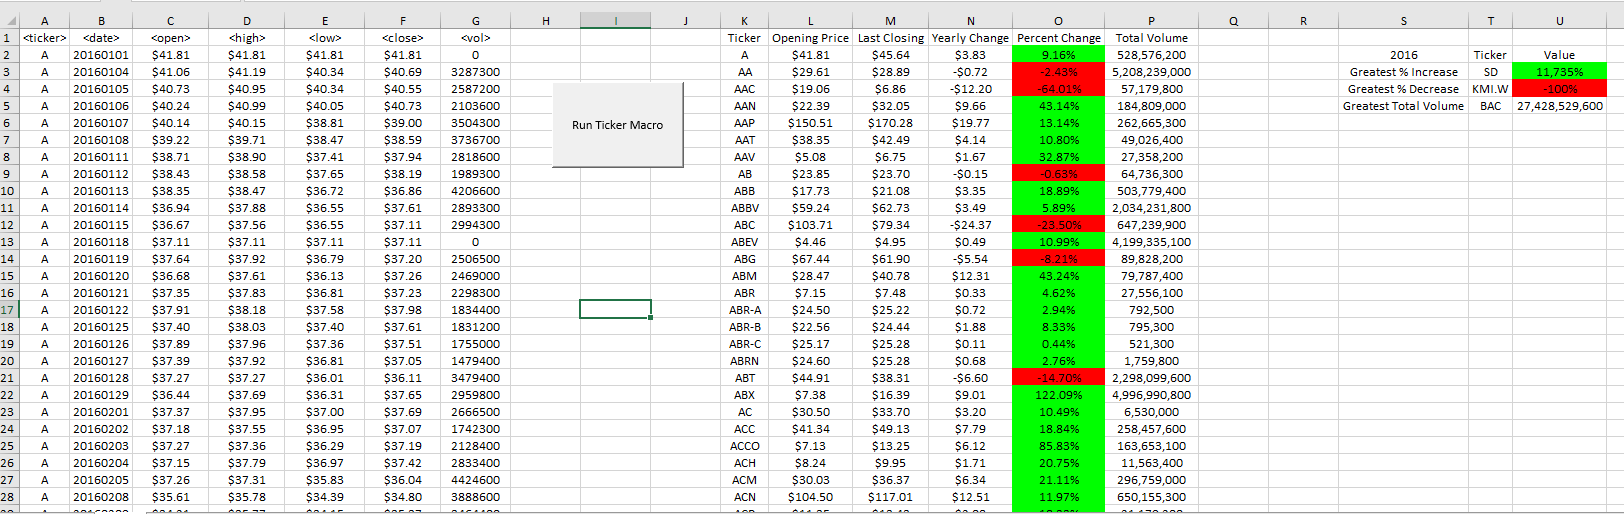 A B C D E F G H I J K L M N O P Q R S T U
1 <ticker> <date> <open> <high> <low> <close> <vol> Ticker Opening Price Last Closing Yearly Change Percent Change Total Volume
2 A 20160101 $41.81 $41.81 $41.81 $41.81 0 A $41.81 $45.64 $3.83 9.16% 528,576,200 2016 Ticker Value
3 A 20160104 $41.06 $41.19 $40.34 $40.69 3287300 AA $29.61 $28.89 -$0.72 -2.43% 5,208,239,000 Greatest % Increase SD 11,735%
4 A 20160105 $40.73 $40.95 $40.34 $40.55 2587200 AAC $19.06 $6.86 -$12.20 -64.01% 57,179,800 Greatest % Decrease KMI.W -100%
5 A 20160106 $40.24 $40.99 $40.05 $40.73 2103600 AAN $22.39 $32.05 $9.66 43.14% 184,809,000 Greatest Total Volume BAC 27,428,529,600
6 A 20160107 $40.14 $40.15 $38.81 $39.00 3504300 Run Ticker Macro AAP $150.51 $170.28 $19.77 13.14% 262,665,300
7 A 20160108 $39.22 $39.71 $38.47 $38.59 3736700 AAT $38.35 $42.49 $4.14 10.80% 49,026,400
8 A 20160111 $38.71 $38.90 $37.41 $37.94 2818600 AAV $5.08 $6.75 $1.67 32.87% 27,358,200
9 A 20160112 $38.43 $38.58 $37.65 $38.19 1989300 AB $23.85 $23.70 -$0.15 -0.63% 64,736,300
10 A 20160113 $38.35 $38.47 $36.72 $36.86 4206600 ABB $17.73 $21.08 $3.35 18.89% 503,779,400
11 A 20160114 $36.94 $37.88 $36.55 $37.61 2893300 ABBV $59.24 $62.73 $3.49 5.89% 2,034,231,800
12 A 20160115 $36.67 $37.56 $36.55 $37.11 2994300 ABC $103.71 $79.34 -$24.37 -23.50% 647,239,900
13 A 20160118 $37.11 $37.11 $37.11 $37.11 0 ABEV $4.46 $4.95 $0.49 10.99% 4,199,335,100
14 A 20160119 $37.64 $37.92 $36.79 $37.20 2506500 ABG $67.44 $61.90 -$5.54 -8.21% 89,828,200
15 A 20160120 $36.68 $37.61 $36.13 $37.26 2469000 ABM $28.47 $40.78 $12.31 43.24% 79,787,400
16 A 20160121 $37.35 $37.83 $36.81 $37.23 2298300 ABR $7.15 $7.48 $0.33 4.62% 27,556,100
17 A 20160122 $37.91 $38.18 $37.58 $37.98 1834400 ABR-A $24.50 $25.22 $0.72 2.94% 792,500
18 A 20160125 $37.40 $38.03 $37.40 $37.61 1831200 ABR-B $22.56 $24.44 $1.88 8.33% 795,300
19 A 20160126 $37.89 $37.96 $37.36 $37.51 1755000 ABR-C $25.17 $25.28 $0.11 0.44% 521,300
20 A 20160127 $37.39 $37.92 $36.81 $37.05 1479400 ABRN $24.60 $25.28 $0.68 2.76% 1,759,800
21 A 20160128 $37.27 $37.27 $36.01 $36.11 3479400 ABT $44.91 $38.31 -$6.60 -14.70% 2,298,099,600
22 A 20160129 $36.44 $37.69 $36.31 $37.65 2959800 ABX $7.38 $16.39 $9.01 122.09% 4,996,990,800
23 A 20160201 $37.37 $37.95 $37.00 $37.69 2666500 AC $30.50 $33.70 $3.20 10.49% 6,530,000
24 A 20160202 $37.18 $37.55 $36.95 $37.07 1742300 ACC $41.34 $49.13 $7.79 18.84% 258,457,600
25 A 20160203 $37.27 $37.36 $36.29 $37.19 2128400 ACCO $7.13 $13.25 $6.12 85.83% 163,653,100
26 A 20160204 $37.15 $37.79 $36.97 $37.42 2833400 ACH $8.24 $9.95 $1.71 20.75% 11,563,400
27 A 20160205 $37.26 $37.31 $35.83 $36.04 4424600 ACM $30.03 $36.37 $6.34 21.11% 296,759,000
28 A 20160208 $35.61 $35.78 $34.39 $34.80 3888600 ACN $104.50 $117.01 $12.51 11.97% 650,155,300